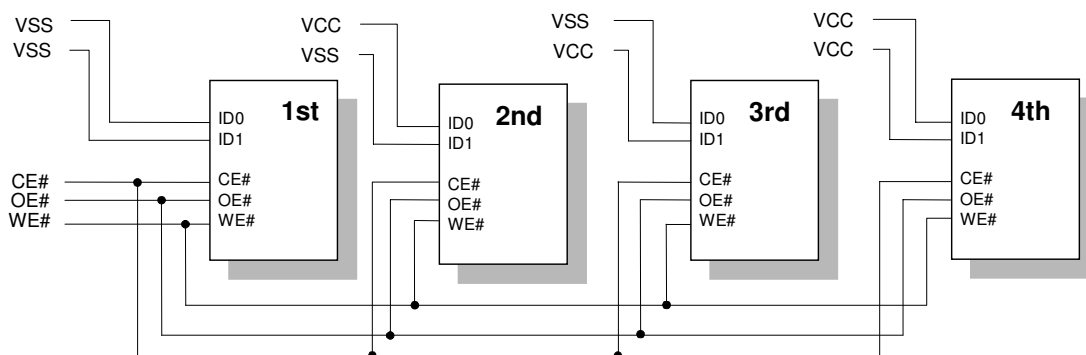 VSS
VSS
1st
ID0
ID1
CE#
OE#
WE#
CE#
OE#
WE#
VCC
VSS
2nd
ID0
ID1
CE#
OE#
WE#
VSS
VCC
3rd
ID0
ID1
CE#
OE#
WE#
VCC
VCC
4th
ID0
ID1
CE#
OE#
WE#